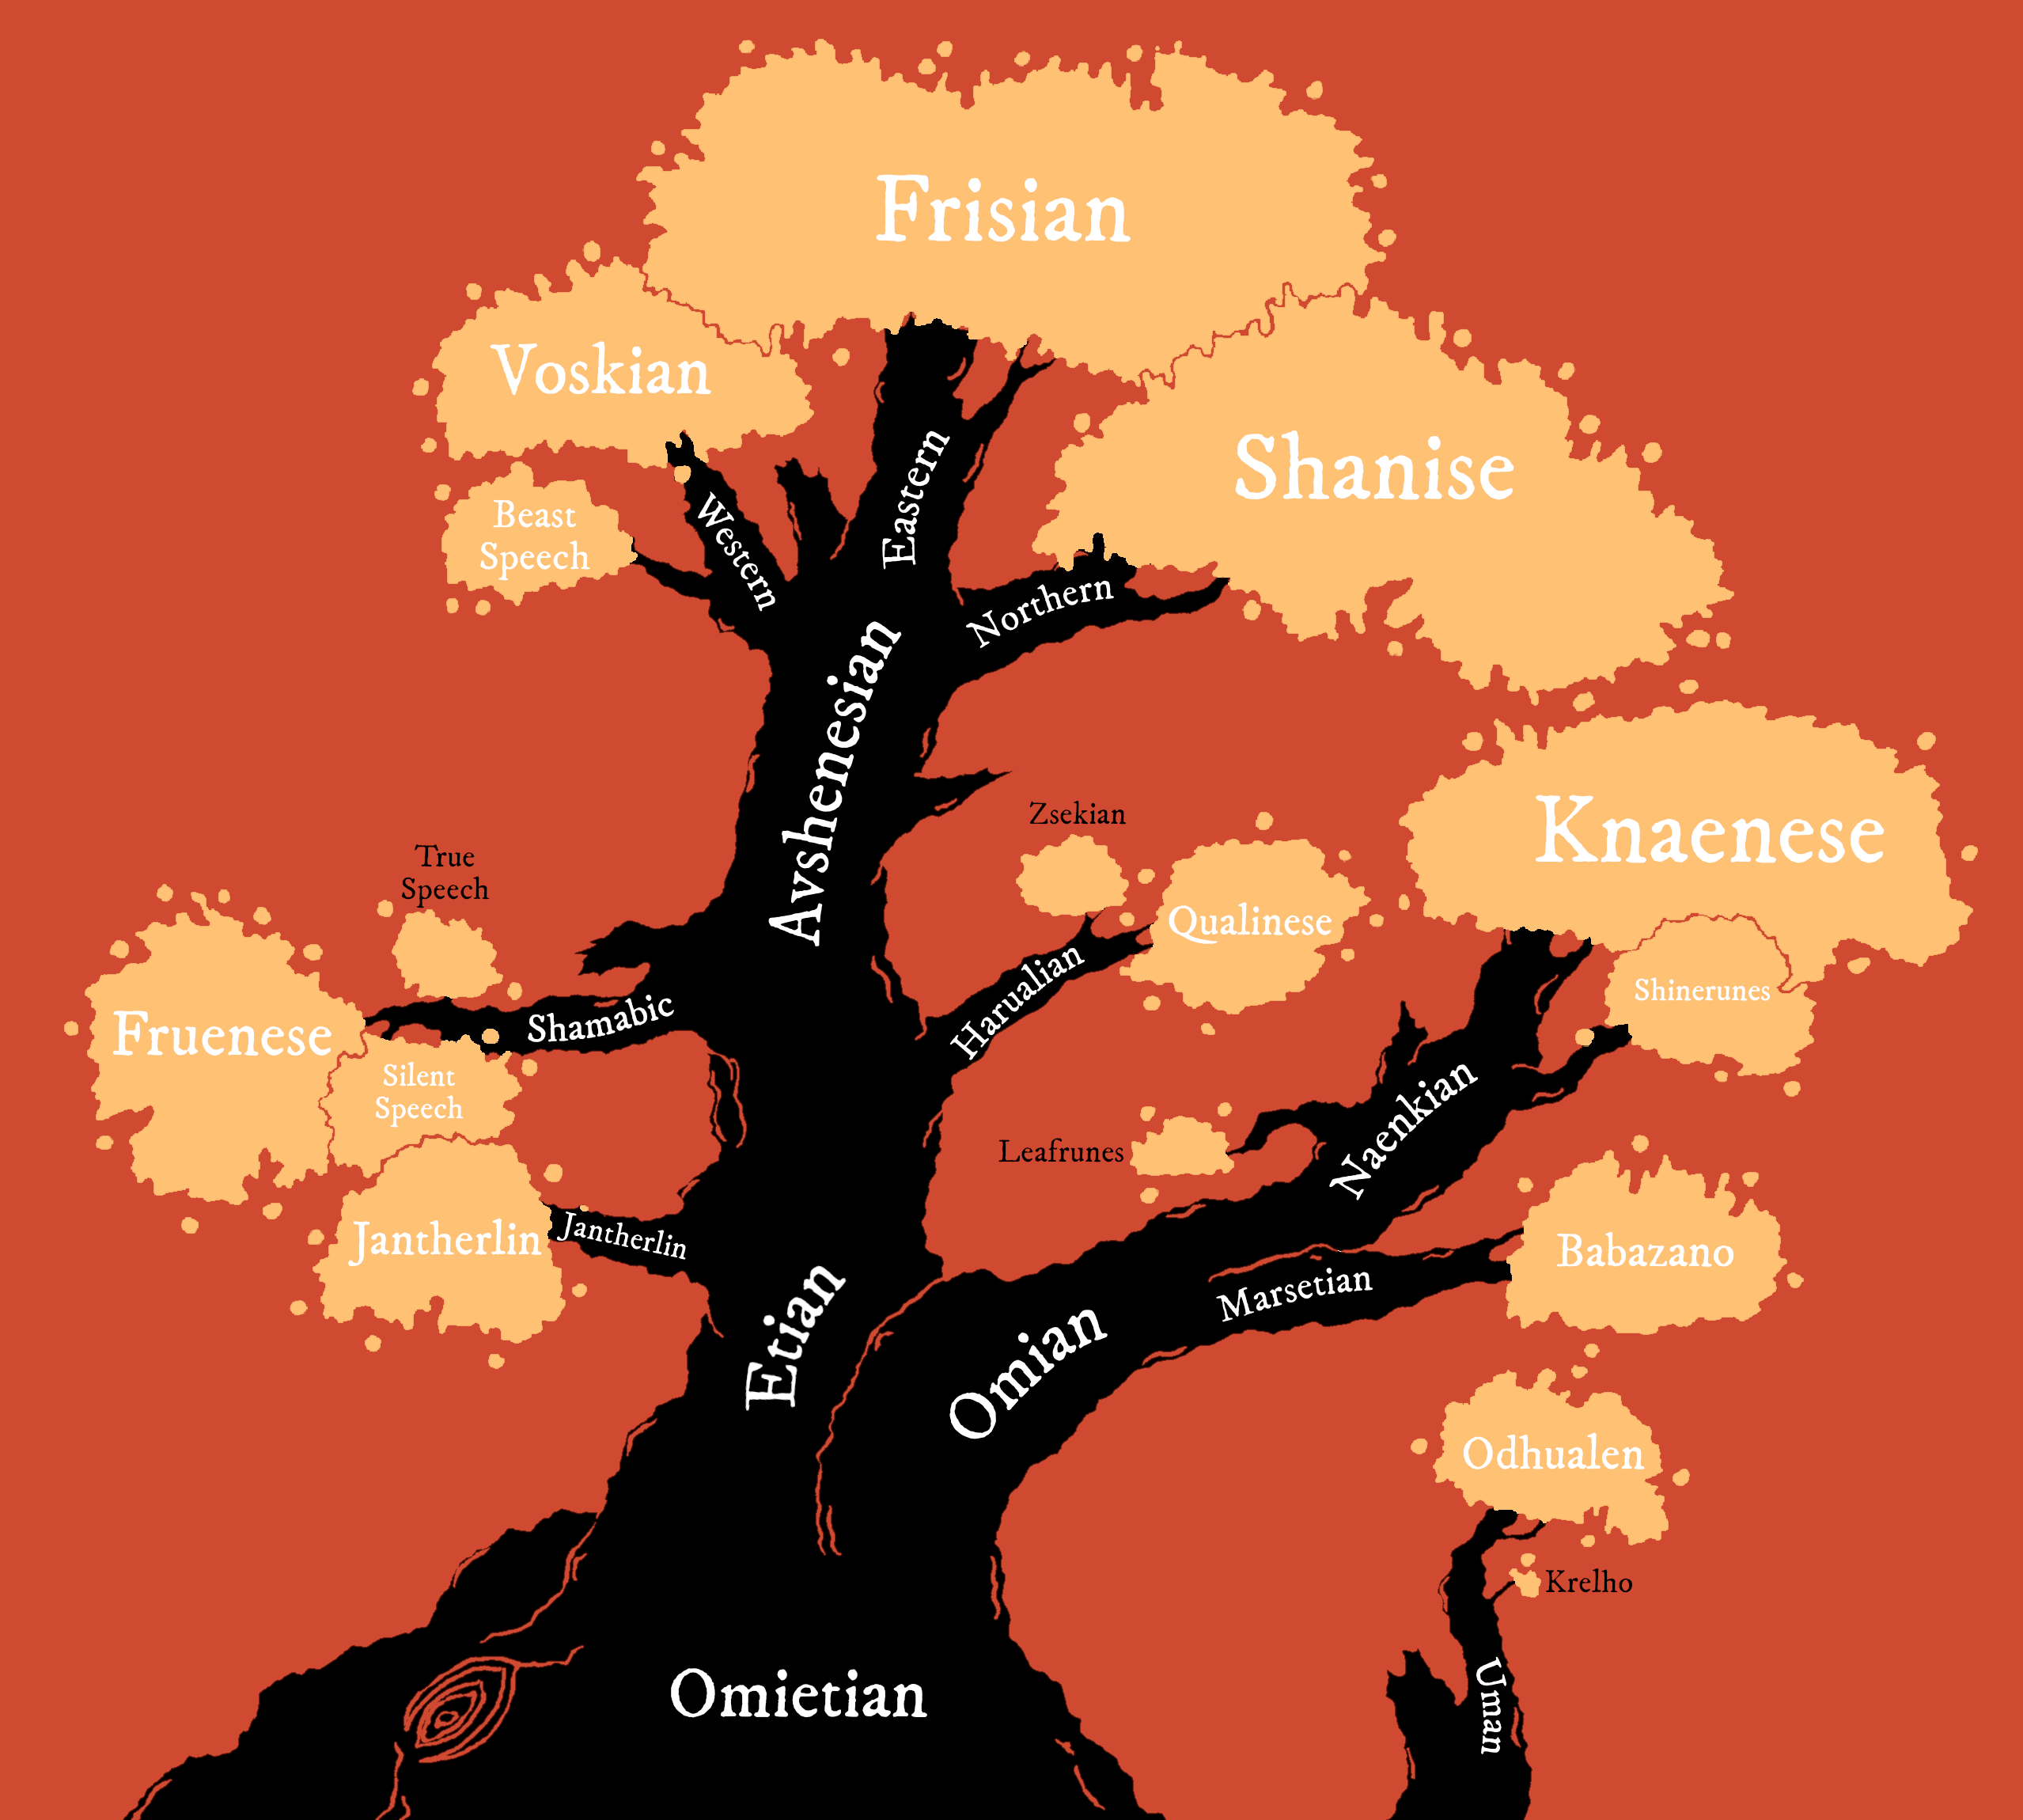 Frisian
Voskian
Shanise
Beast
Speech
Western
Eastern
Northern
Avshenesian
Zsekian
Knaenese
True
Speech
Qualinese
Shinerunes
Fruenese
Shamabic
Harualian
Silent
Speech
Leafrunes
Naenkian
Jantherlin
Jantherlin
Babazano
Marsetian
Etian
Omian
Odhualen
Krelho
Omietian
Uman